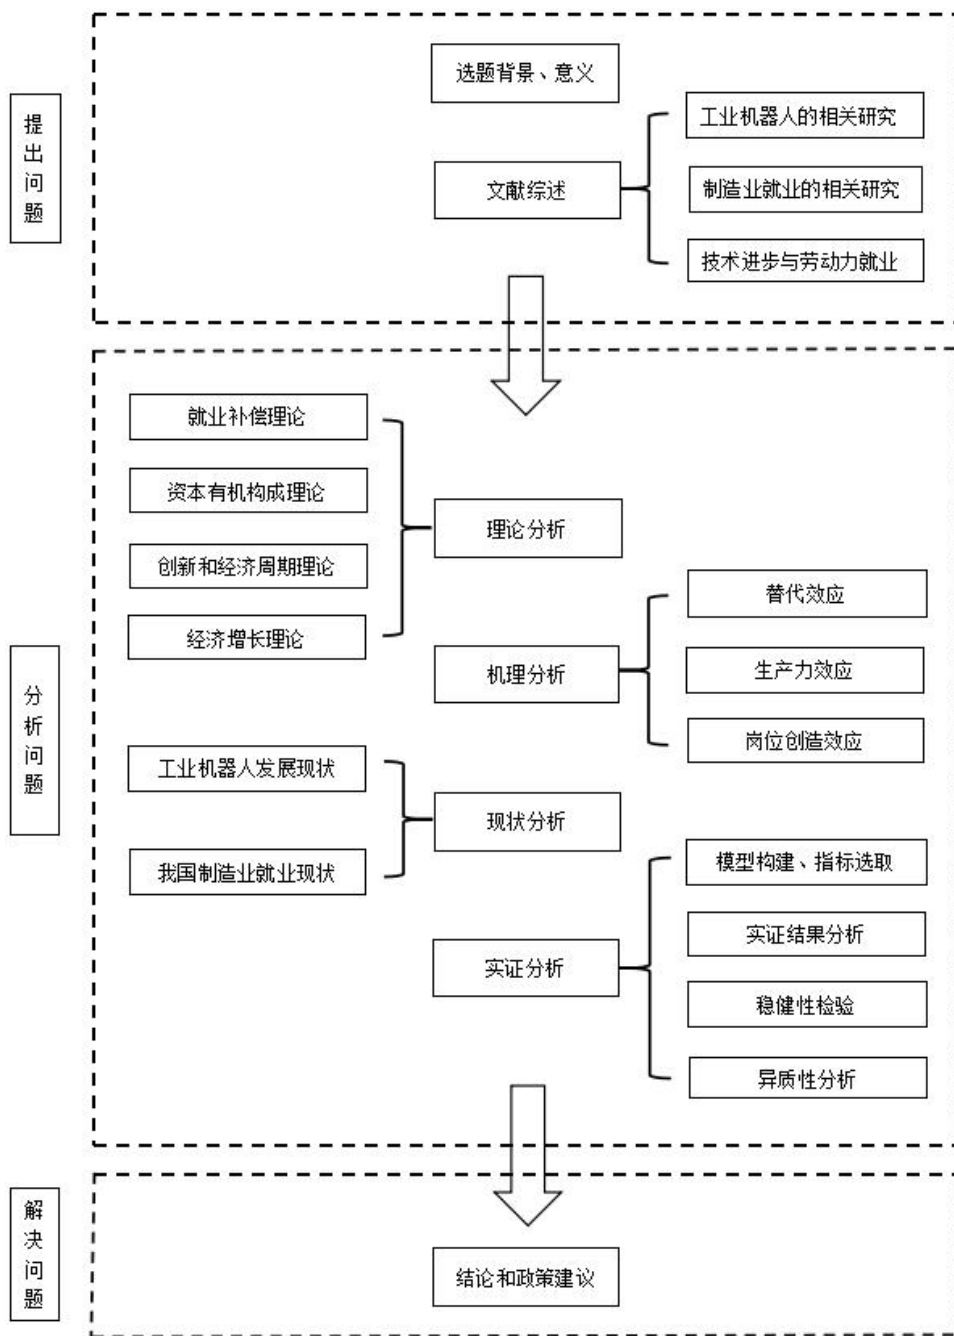 提出问题
选题背景、意义
文献综述
工业机器人的相关研究
制造业就业的相关研究
技术进步与劳动力就业
分析问题
就业补偿理论
资本有机构成理论
创新和经济周期理论
经济增长理论
理论分析
机理分析
替代效应
生产力效应
岗位创造效应
工业机器人发展现状
我国制造业就业现状
现状分析
实证分析
模型构建、指标选取
实证结果分析
稳健性检验
异质性分析
解决问题
结论和政策建议